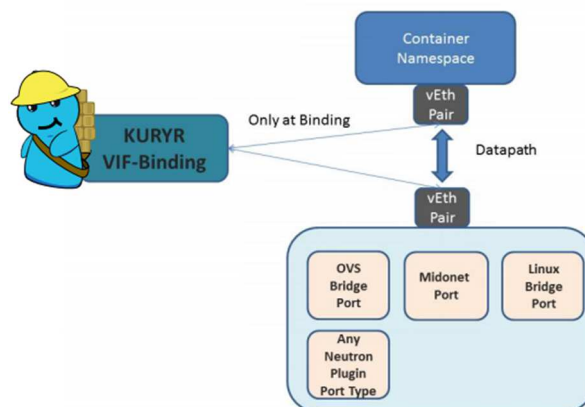 Container
Namespace
vEth
Pair
Only at Binding
KURYR
VIF-Binding
Datapath
vEth
Pair
OVS
Bridge
Port
Midonet
Port
Linux
Bridge
Port
Any
Neutron
Plugin
Port Type